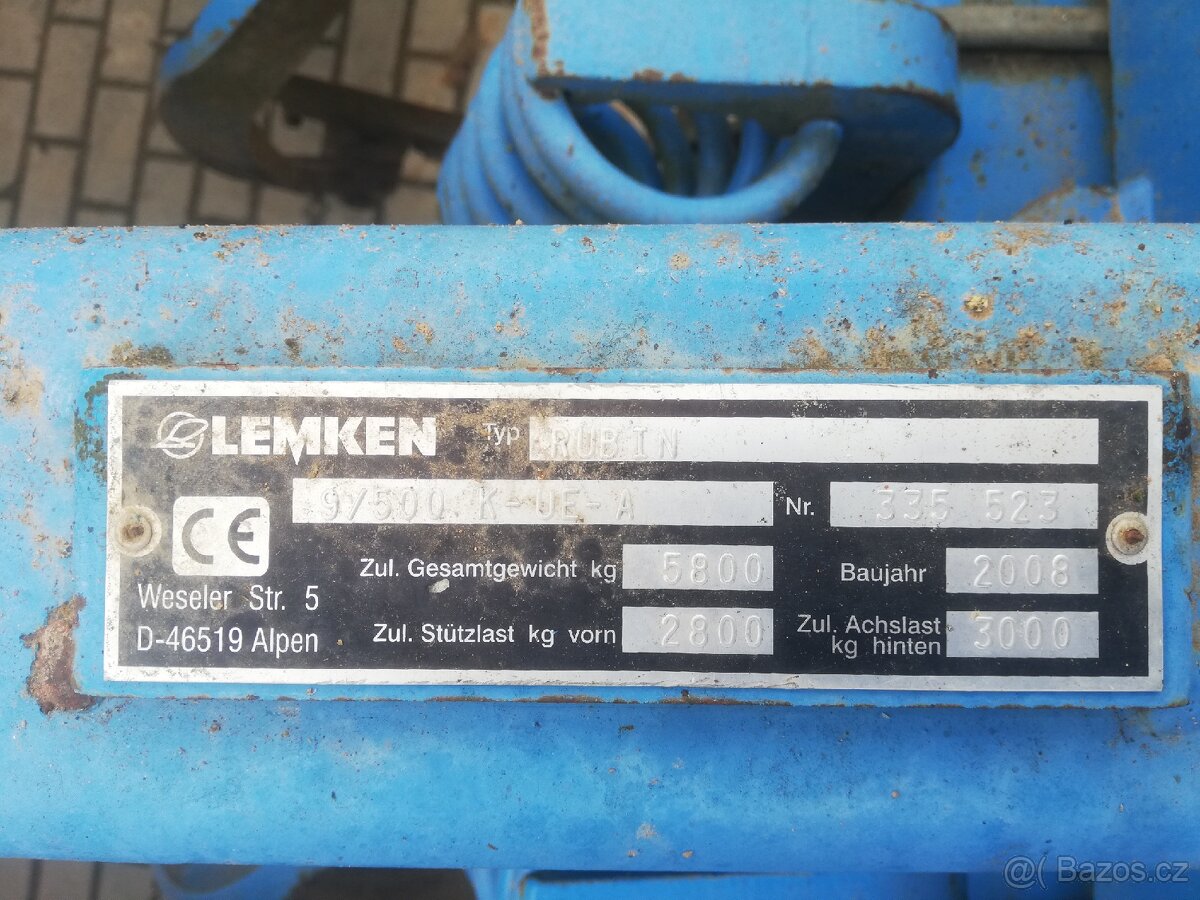 LEMKEN Typ RUBIN
9/500 K-UE-A Nr. 335 523
CE
Zul. Gesamtgewicht kg 5800 Baujahr 2008
Weseler Str. 5
D-46519 Alpen
Zul. Stützlast kg vorn 2800 Zul. Achslast kg hinten 3000
@( Bazos.cz